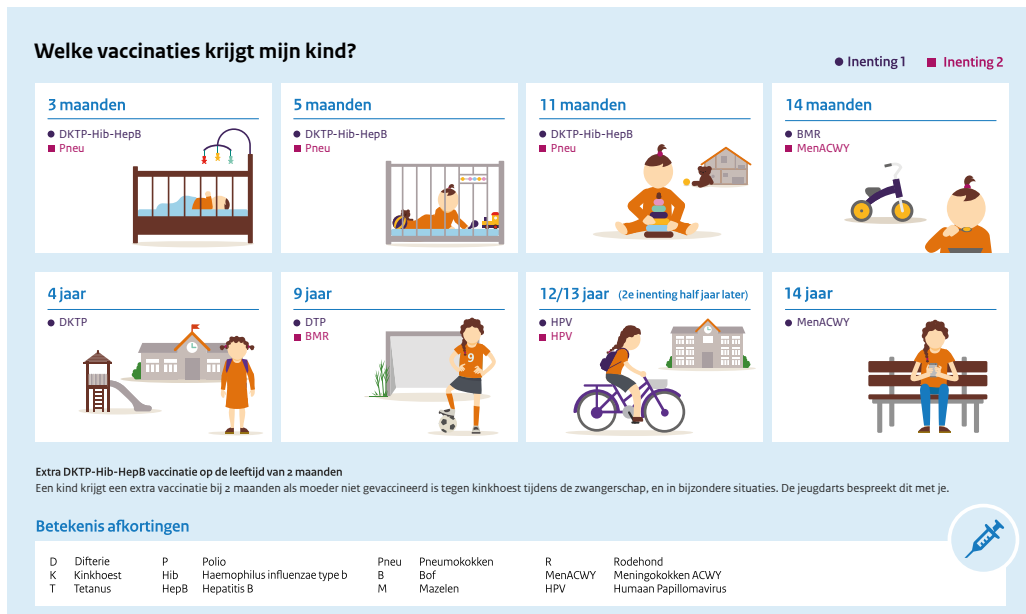 Welke vaccinaties krijgt mijn kind?
Inenting 1 Inenting 2
3 maanden
DKTP-Hib-HepB
Pneu
5 maanden
DKTP-Hib-HepB
Pneu
11 maanden
DKTP-Hib-HepB
Pneu
14 maanden
BMR
MenACWY
4 jaar
DKTP
9 jaar
DTP
BMR
9
12/13 jaar (2e inenting half jaar later)
HPV
HPV
14 jaar
MenACWY
Extra DKTP-Hib-HepB vaccinatie op de leeftijd van 2 maanden
Een kind krijgt een extra vaccinatie bij 2 maanden als moeder niet gevaccineerd is tegen kinkhoest tijdens de zwangerschap, en in bijzondere situaties. De jeugdarts bespreekt dit met je.
Betekenis afkortingen
D Difterie P Polio Pneu Pneumokokken R Rodehond
K Kinkhoest Hib Haemophilus influenzae type b B Bof MenACWY Meningokokken ACWY
T Tetanus HepB Hepatitis B M Mazelen HPV Humaan Papillomavirus